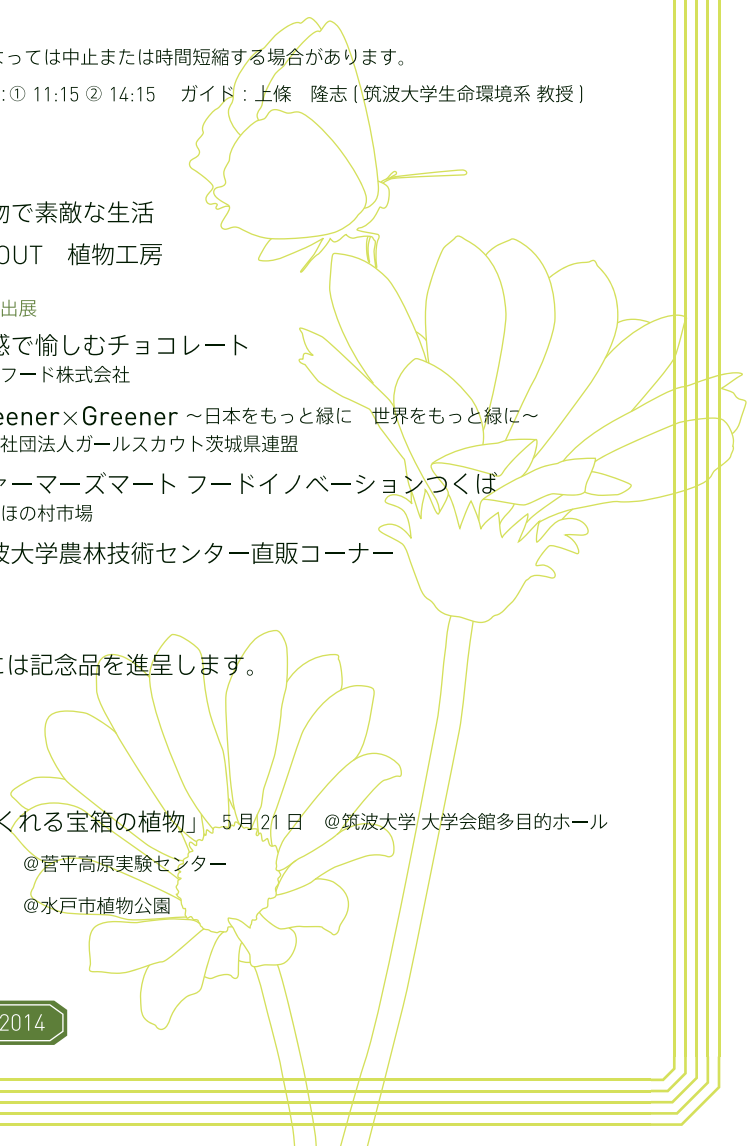 よっては中止または時間短縮する場合があります。
:① 11:15 ② 14:15　ガイド : 上條　隆志 ( 筑波大学生命環境系 教授 )
物で素敵な生活
OUT　植物工房
出展
感で愉しむチョコレート
フード株式会社
eener×Greener ～日本をもっと緑に　世界をもっと緑に～
社団法人ガールスカウト茨城県連盟
ァーマーズマート フードイノベーションつくば
ほの村市場
波大学農林技術センター直販コーナー
には記念品を進呈します。
くれる宝箱の植物」　5 月 21 日　＠筑波大学 大学会館多目的ホール
＠菅平高原実験センター
＠水戸市植物公園
2014